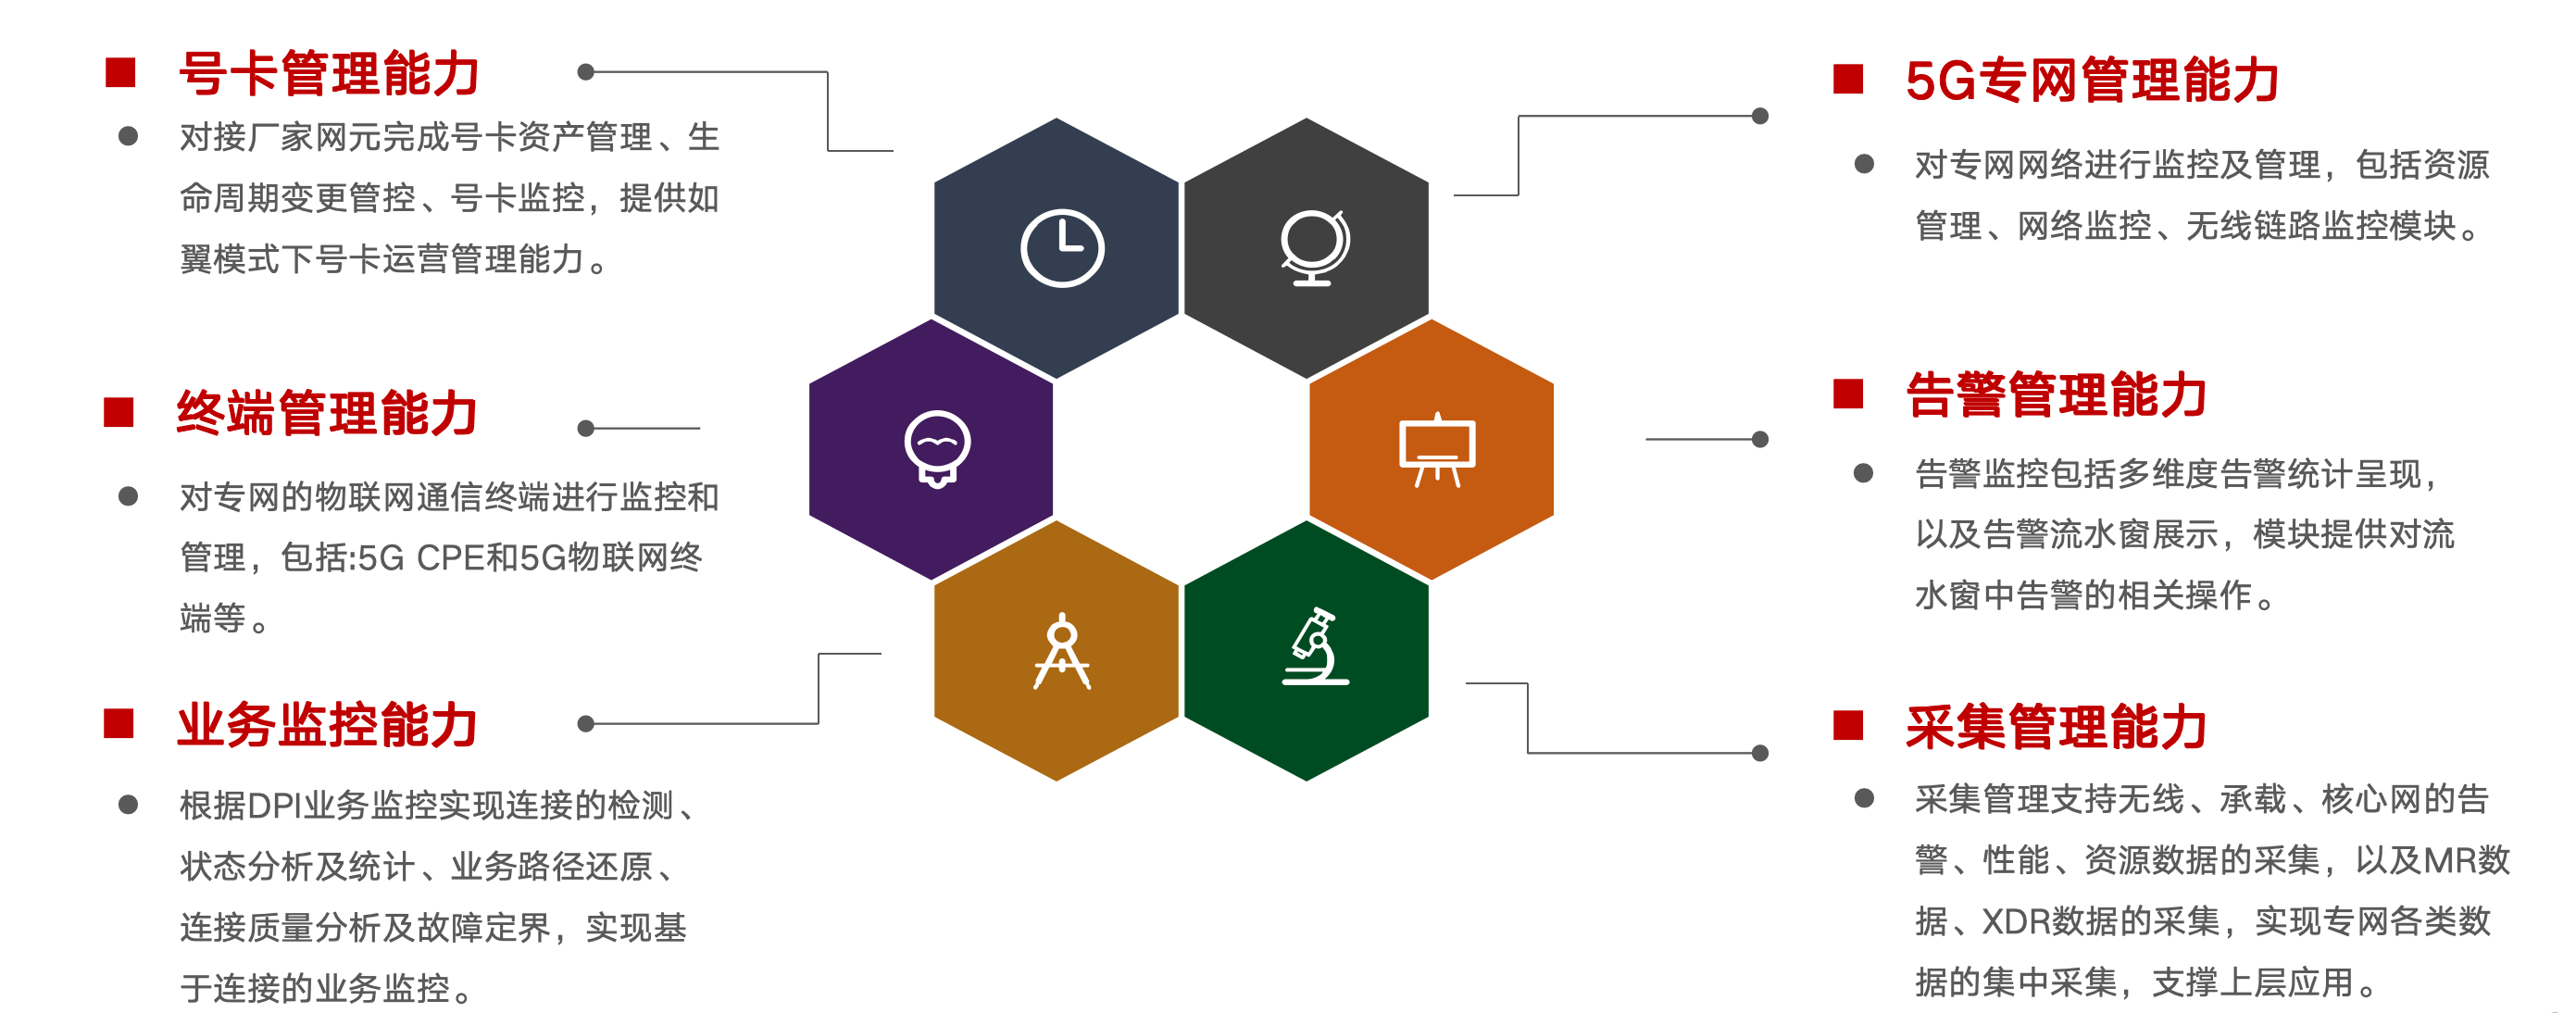 号卡管理能力
对接厂家网元完成号卡资产管理、生
命周期变更管控、号卡监控，提供如
翼模式下号卡运营管理能力。
终端管理能力
对专网的物联网通信终端进行监控和
管理，包括:5G CPE和5G物联网终
端等。
业务监控能力
根据DPI业务监控实现连接的检测、
状态分析及统计、业务路径还原、
连接质量分析及故障定界，实现基
于连接的业务监控。
5G专网管理能力
对专网网络进行监控及管理，包括资源
管理、网络监控、无线链路监控模块。
告警管理能力
告警监控包括多维度告警统计呈现，
以及告警流水窗展示，模块提供对流
水窗中告警的相关操作。
采集管理能力
采集管理支持无线、承载、核心网的告
警、性能、资源数据的采集，以及MR数
据、XDR数据的采集，实现专网各类数
据的集中采集，支撑上层应用。